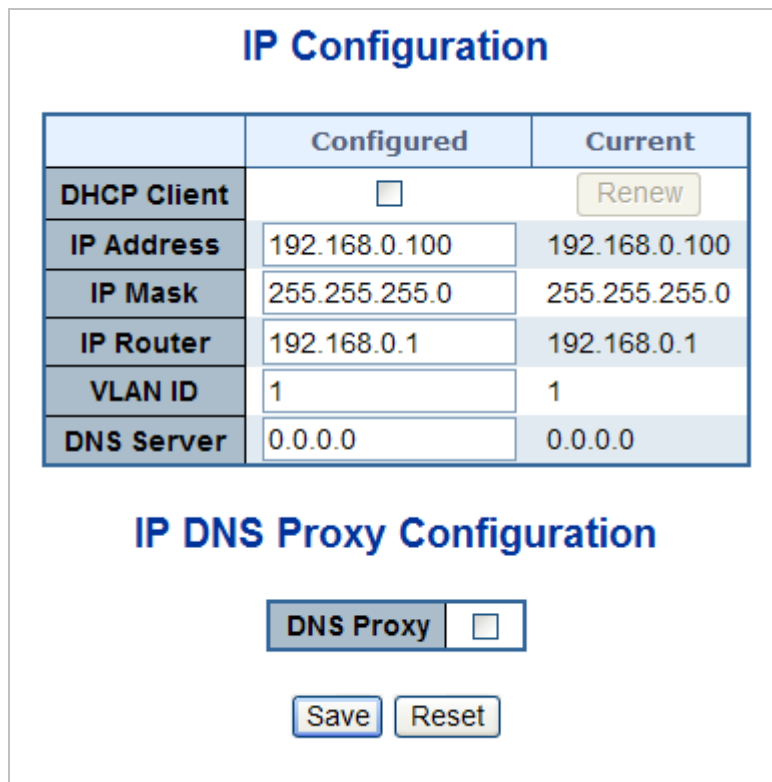 IP Configuration
Configured Current
DHCP Client Renew
IP Address 192.168.0.100 192.168.0.100
IP Mask 255.255.255.0 255.255.255.0
IP Router 192.168.0.1 192.168.0.1
VLAN ID 1 1
DNS Server 0.0.0.0 0.0.0.0
IP DNS Proxy Configuration
DNS Proxy
Save Reset